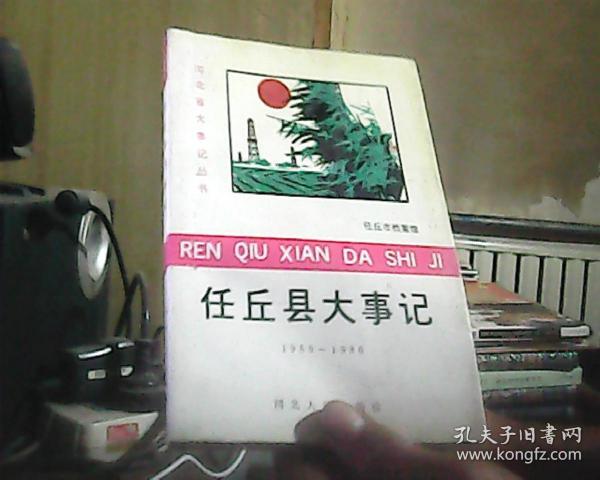 河北省大事记丛书
任丘市档案馆
REN QIU XIAN DA SHI JI
任丘县大事记
河北人
孔夫子旧书网
www.kongfz.com